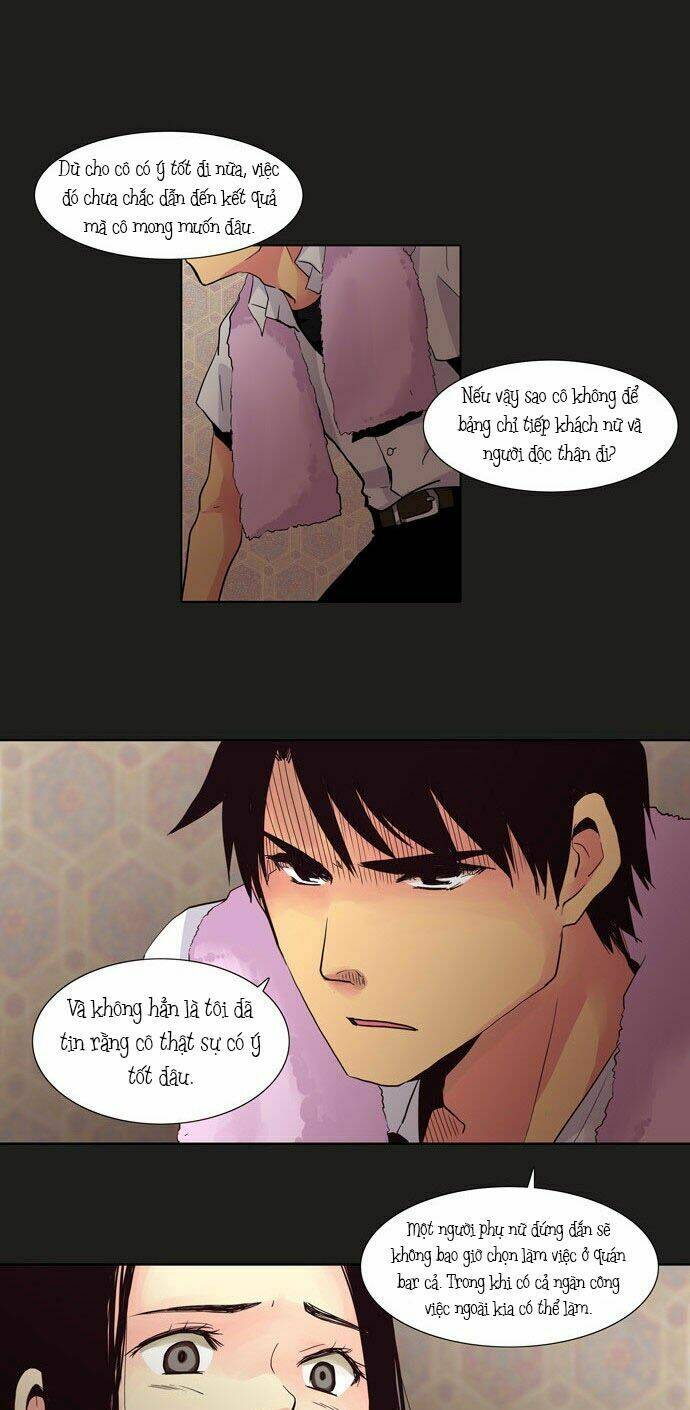 Dù cho cô có ý tốt đi nữa, việc
đó chưa chắc dẫn đến kết quả
mà cô mong muốn đâu.
Nếu vậy sao cô không để
bảng chỉ tiếp khách nữ và
người độc thân đi?
Và không hẳn là tôi đã
tin rằng cô thật sự có ý
tốt đâu.
Một người phụ nữ đứng đắn sẽ
không bao giờ chọn làm việc ở quán
bar cả. Trong khi có cả ngàn công
việc ngoài kia có thể làm.